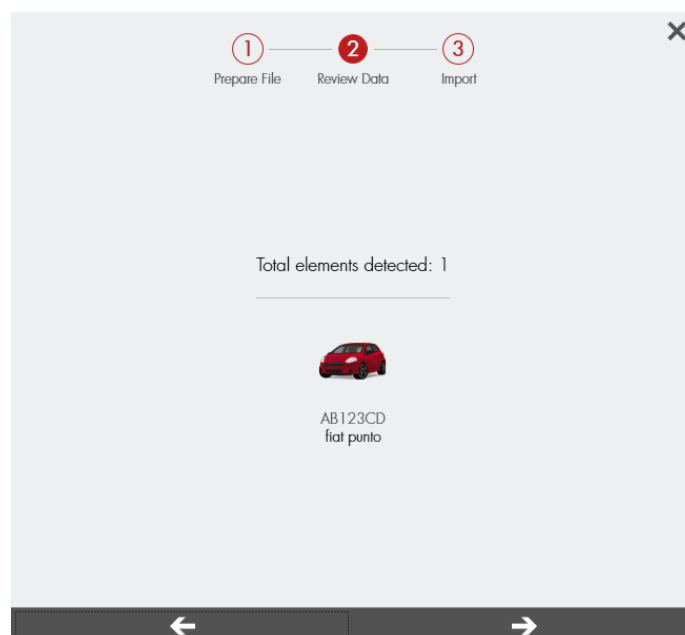 1 2 3
Prepare File Review Data Import
Total elements detected: 1
AB123CD
fiat punto